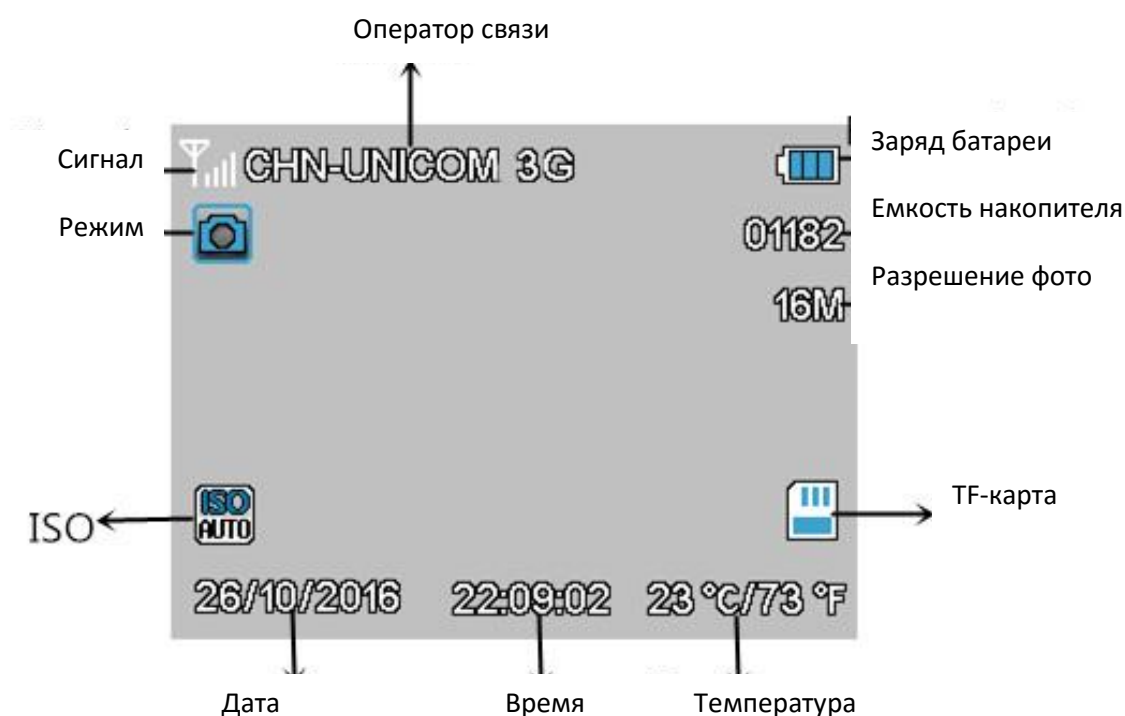 Оператор связи
Сигнал
CHN-UNICOM 3G
Заряд батареи
Режим
01182
Емкость накопителя
16M
Разрешение фото
ISO
ISO
AUTO
TF-карта
26/10/2016 22:09:02 23 °C/73 °F
Дата Время Температура